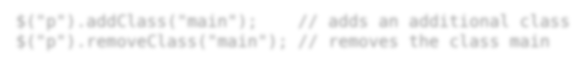 $("p").addClass("main");    // adds an additional class
$("p").removeClass("main"); // removes the class main